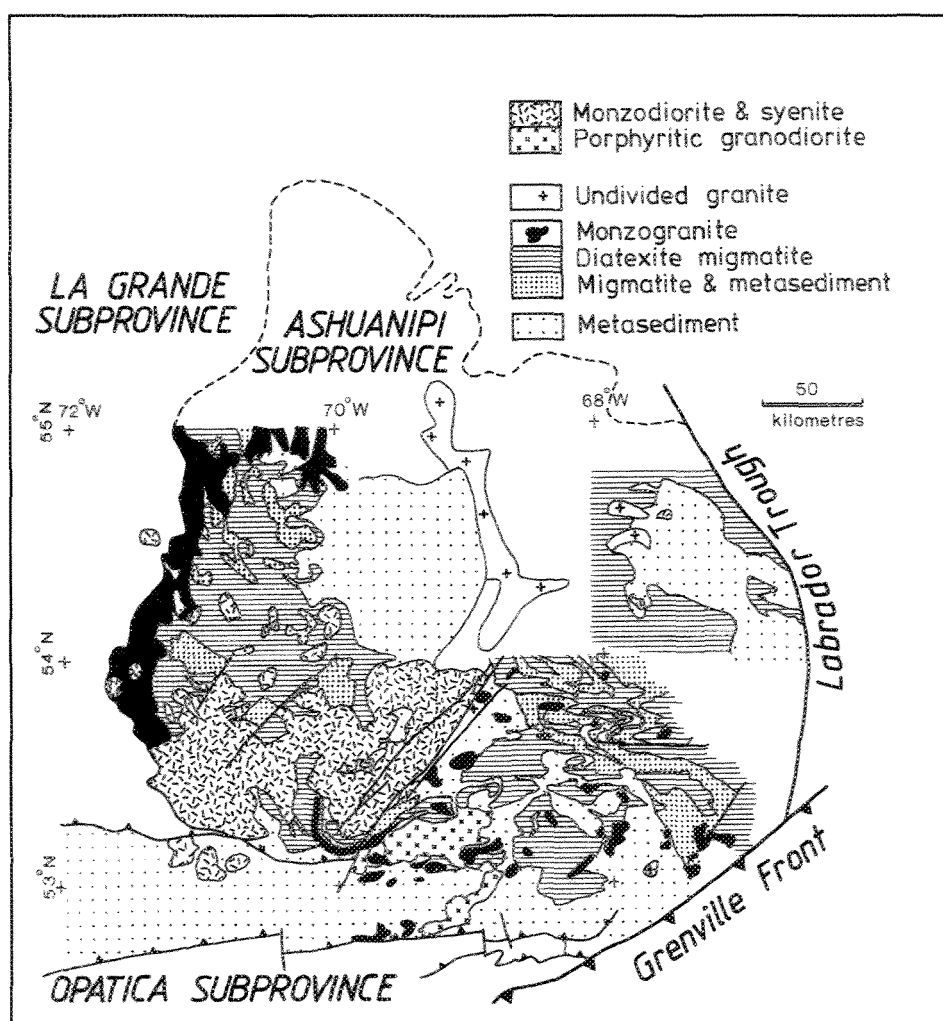 Monzodiorite & syenite
Porphyritic granodiorite
Undivided granite
Monzogranite
Diatexite migmatite
Migmatite & metasediment
Metasediment
LA GRANDE
SUBPROVINCE
ASHUANIPI
SUBPROVINCE
50
kilometres
55°N
72°W
70°W
68°W
Labrador Trough
54°N
53°N
Grenville Front
OPATICA SUBPROVINCE